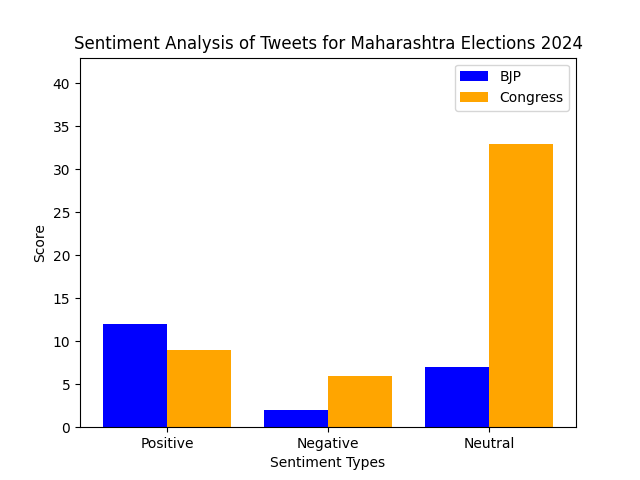 Sentiment Analysis of Tweets for Maharashtra Elections 2024
BJP
Congress
40
35
30
25
20
15
10
5
0
Score
Positive
Negative
Neutral
Sentiment Types